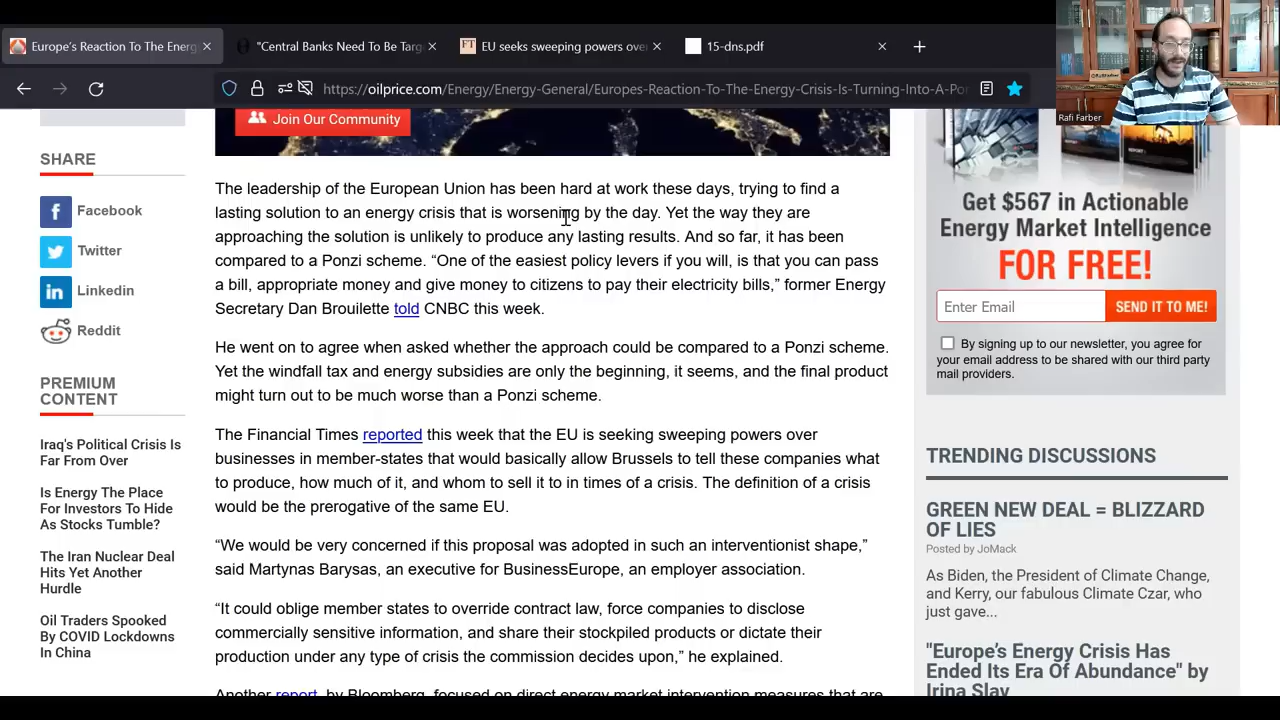 Europe's Reaction To The Energ
"Central Banks Need To Be Targ
FT EU seeks sweeping powers over
15-dns.pdf
https://oilprice.com/Energy/Energy-General/Europes-Reaction-To-The-Energy-Crisis-Is-Turning-Into-A-Po
Rafi Farber
Join Our Community
SHARE
Facebook
Twitter
Linkedin
Reddit
PREMIUM
CONTENT
Iraq's Political Crisis Is
Far From Over
Is Energy The Place
For Investors To Hide
As Stocks Tumble?
The Iran Nuclear Deal
Hits Yet Another
Hurdle
Oil Traders Spooked
By COVID Lockdowns
In China
The leadership of the European Union has been hard at work these days, trying to find a
lasting solution to an energy crisis that is worsening by the day. Yet the way they are
approaching the solution is unlikely to produce any lasting results. And so far, it has been
compared to a Ponzi scheme. “One of the easiest policy levers if you will, is that you can pass
a bill, appropriate money and give money to citizens to pay their electricity bills,” former Energy
Secretary Dan Brouilette told CNBC this week.
He went on to agree when asked whether the approach could be compared to a Ponzi scheme.
Yet the windfall tax and energy subsidies are only the beginning, it seems, and the final product
might turn out to be much worse than a Ponzi scheme.
The Financial Times reported this week that the EU is seeking sweeping powers over
businesses in member-states that would basically allow Brussels to tell these companies what
to produce, how much of it, and whom to sell it to in times of a crisis. The definition of a crisis
would be the prerogative of the same EU.
“We would be very concerned if this proposal was adopted in such an interventionist shape,”
said Martynas Barysas, an executive for BusinessEurope, an employer association.
“It could oblige member states to override contract law, force companies to disclose
commercially sensitive information, and share their stockpiled products or dictate their
production under any type of crisis the commission decides upon,” he explained.
Another report, by Bloomberg, focused on direct energy market intervention measures that are
Get $567 in Actionable
Energy Market Intelligence
FOR FREE!
Enter Email
SEND IT TO ME!
By signing up to our newsletter, you agree for
your email address to be shared with our third party
mail providers.
TRENDING DISCUSSIONS
GREEN NEW DEAL = BLIZZARD
OF LIES
Posted by JoMack
As Biden, the President of Climate Change,
and Kerry, our fabulous Climate Czar, who
just gave...
"Europe’s Energy Crisis Has
Ended Its Era Of Abundance" by
Irina Slav